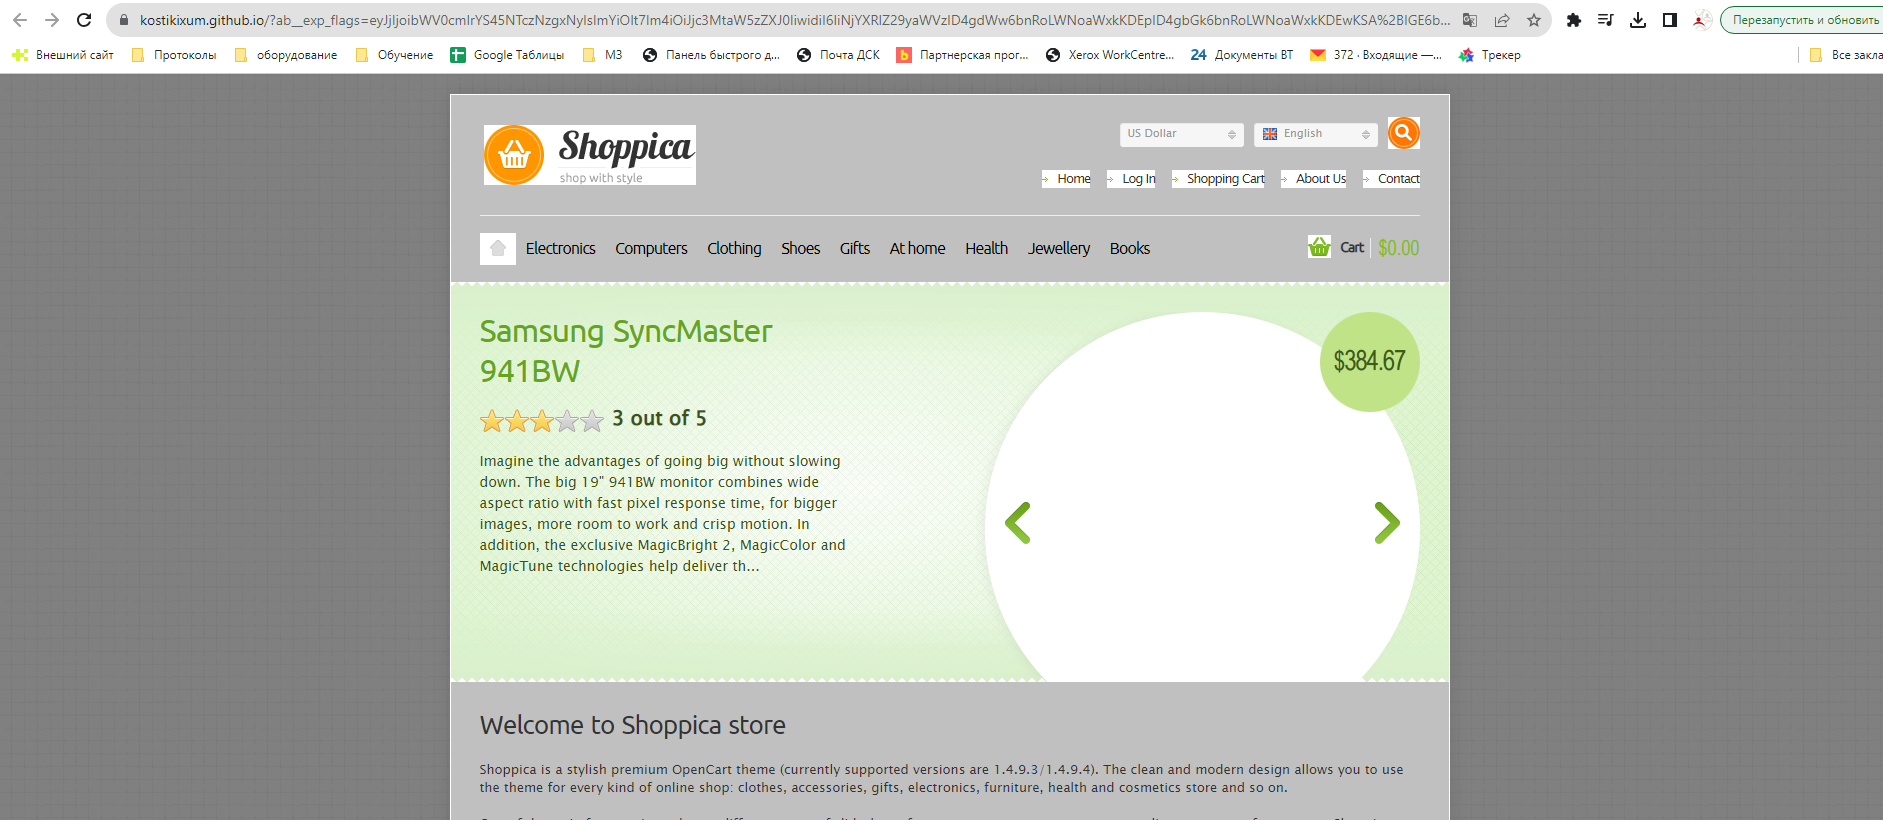 kostikixum.github.io/?ab__exp_flags=
Перезапустить и обновить
Внешний сайт
Протоколы
оборудование
Обучение
Google Таблицы
МЗ
Панель быстрого д...
Почта ДСК
Партнерская прог...
Xerox WorkCentre...
24 Документы ВТ
372 · Входящие —...
Трекер
Все закла
Shoppica
shop with style
US Dollar
English
Home
Log In
Shopping Cart
About Us
Contact
Electronics
Computers
Clothing
Shoes
Gifts
At home
Health
Jewellery
Books
Cart
$0.00
Samsung SyncMaster
941BW
$384.67
3 out of 5
Imagine the advantages of going big without slowing
down. The big 19" 941BW monitor combines wide
aspect ratio with fast pixel response time, for bigger
images, more room to work and crisp motion. In
addition, the exclusive MagicBright 2, MagicColor and
MagicTune technologies help deliver th...
Welcome to Shoppica store
Shoppica is a stylish premium OpenCart theme (currently supported versions are 1.4.9.3/1.4.9.4). The clean and modern design allows you to use
the theme for every kind of online shop: clothes, accessories, gifts, electronics, furniture, health and cosmetics store and so on.